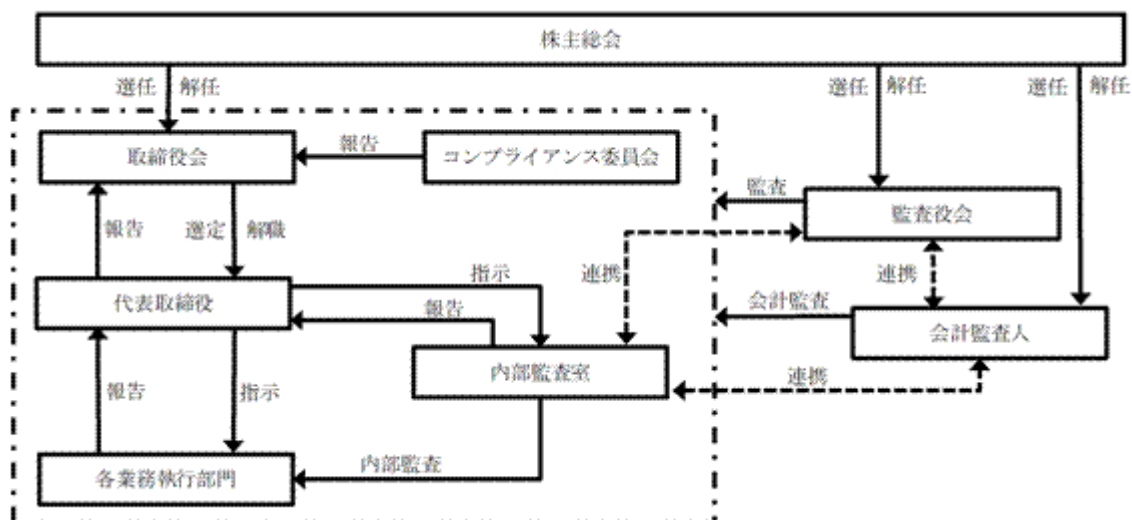 株主総会
選任 解任
選任 解任
選任 解任
取締役会
報告
コンプライアンス委員会
監査
監査役会
報告
選定 解職
連携
連携
指示
代表取締役
報告
会計監査
会計監査人
内部監査室
連携
報告
指示
内部監査
各業務執行部門